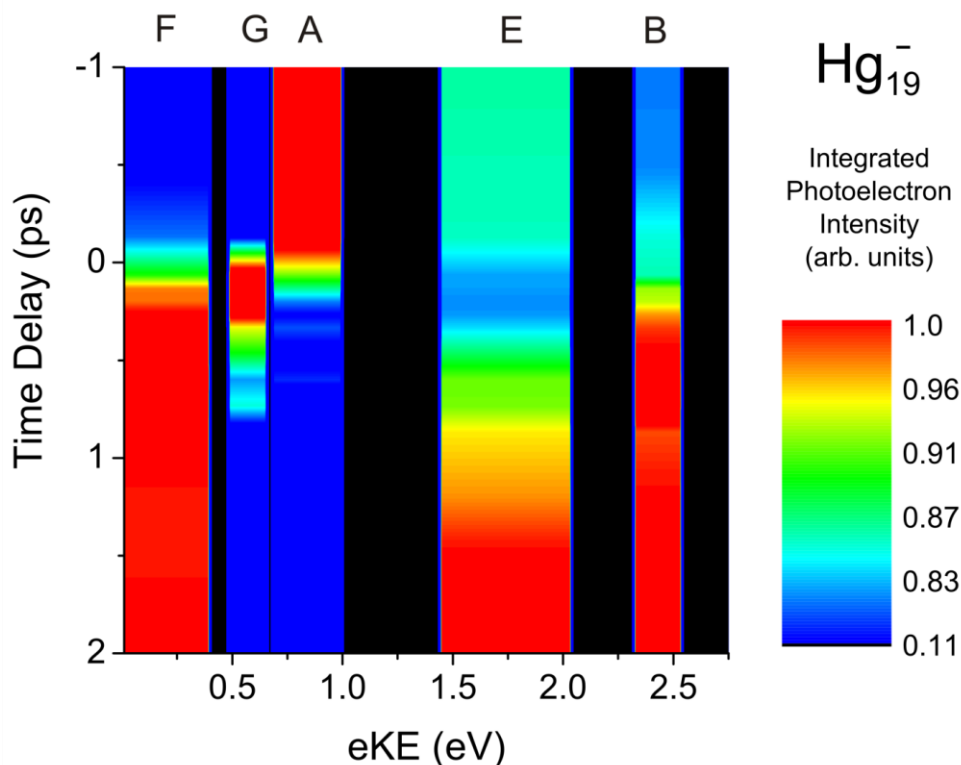 F G A E B
Hg19−
Integrated
Photoelectron
Intensity
(arb. units)
1.0
0.96
0.91
0.87
0.83
0.11
Time Delay (ps)
-1
0
1
2
0.5 1.0 1.5 2.0 2.5
eKE (eV)